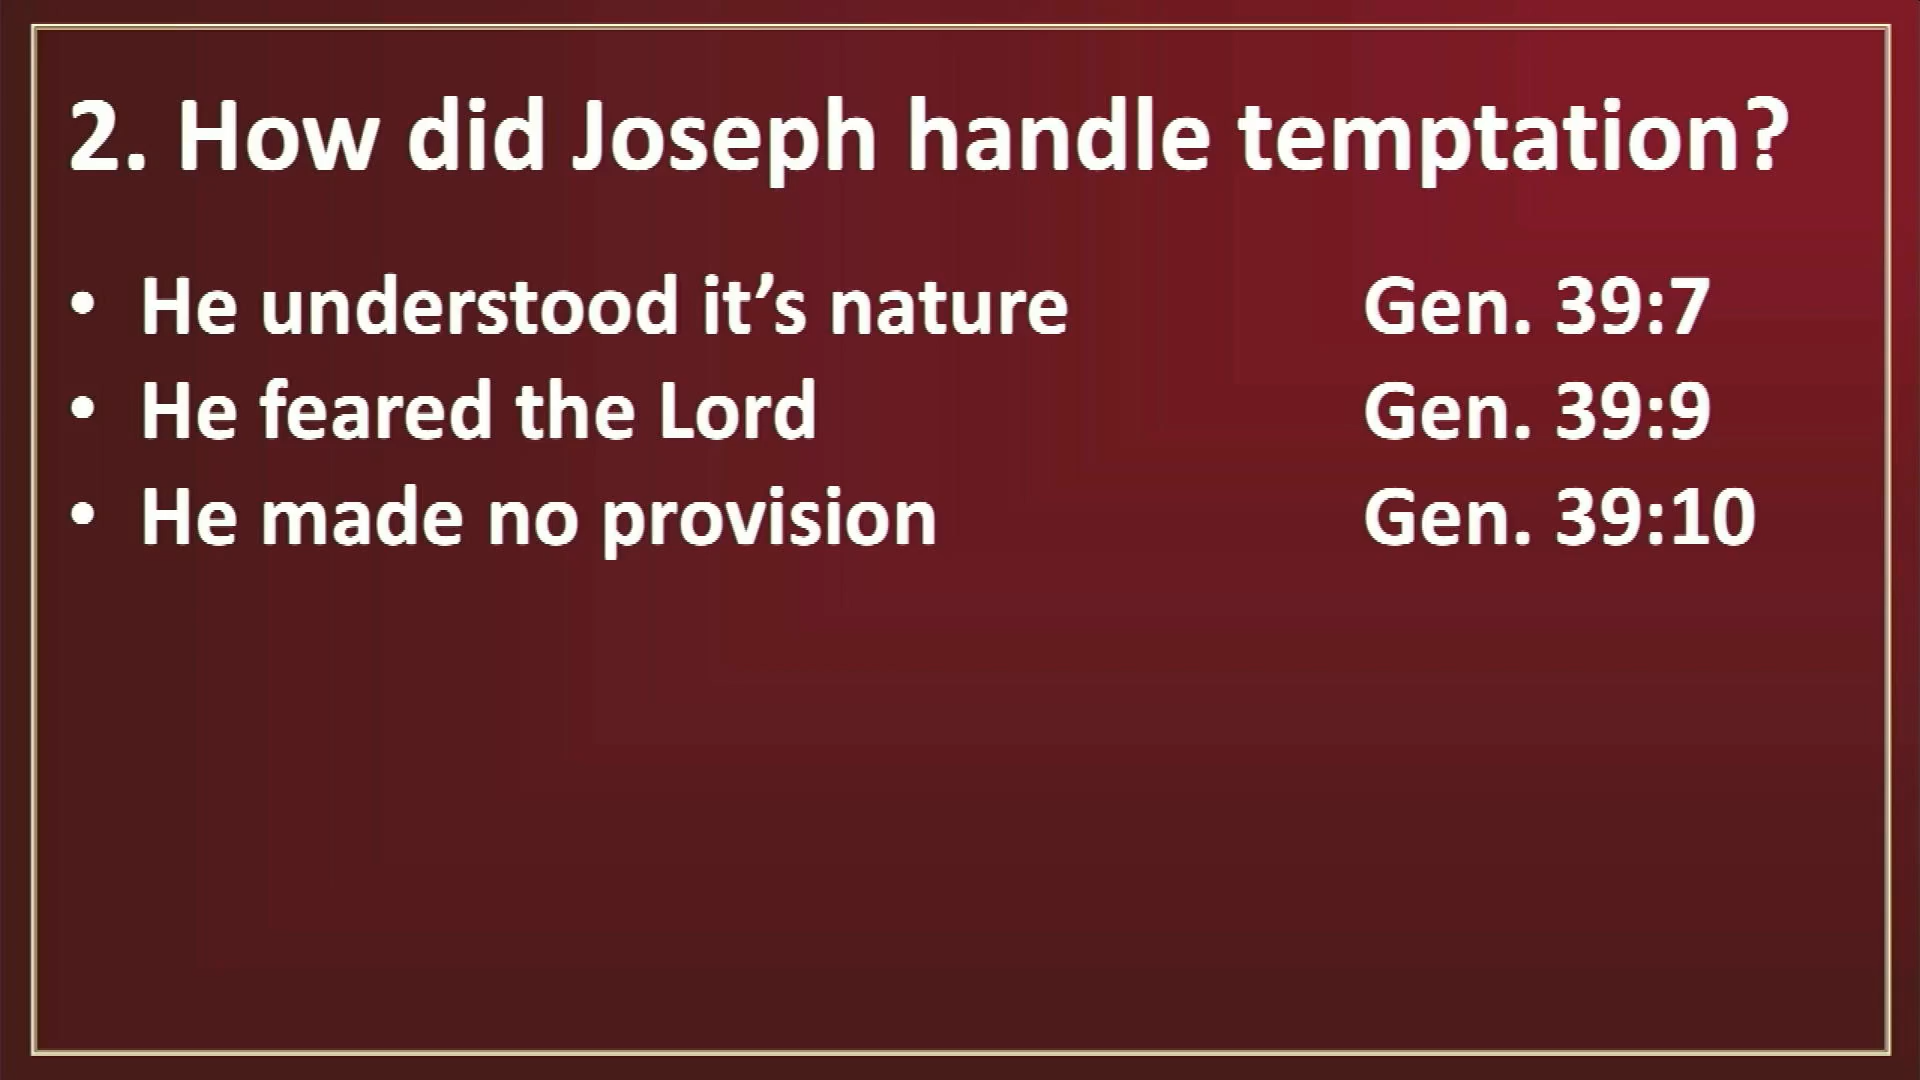 2. How did Joseph handle temptation?
• He understood it’s nature Gen. 39:7
• He feared the Lord Gen. 39:9
• He made no provision Gen. 39:10